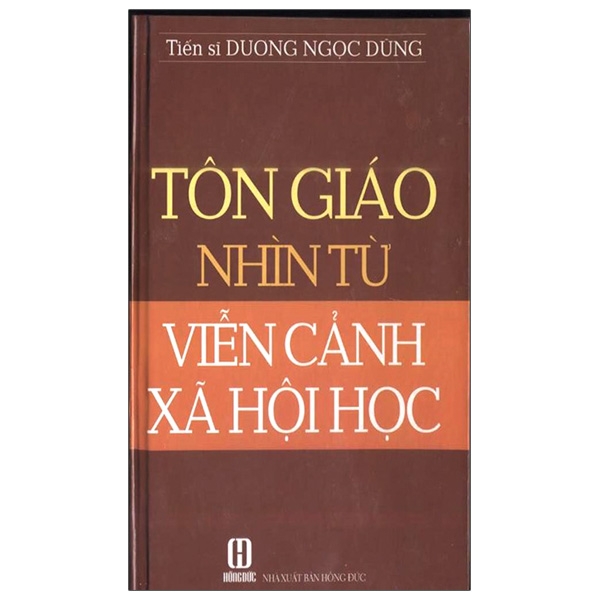 Tiến sĩ DUONG NGỌC DŨNG
TÔN GIÁO
NHÌN TỪ
VIỄN CẢNH
XÃ HỘI HỌC
HỒNG ĐỨC
NHÀ XUẤT BẢN HỒNG ĐỨC